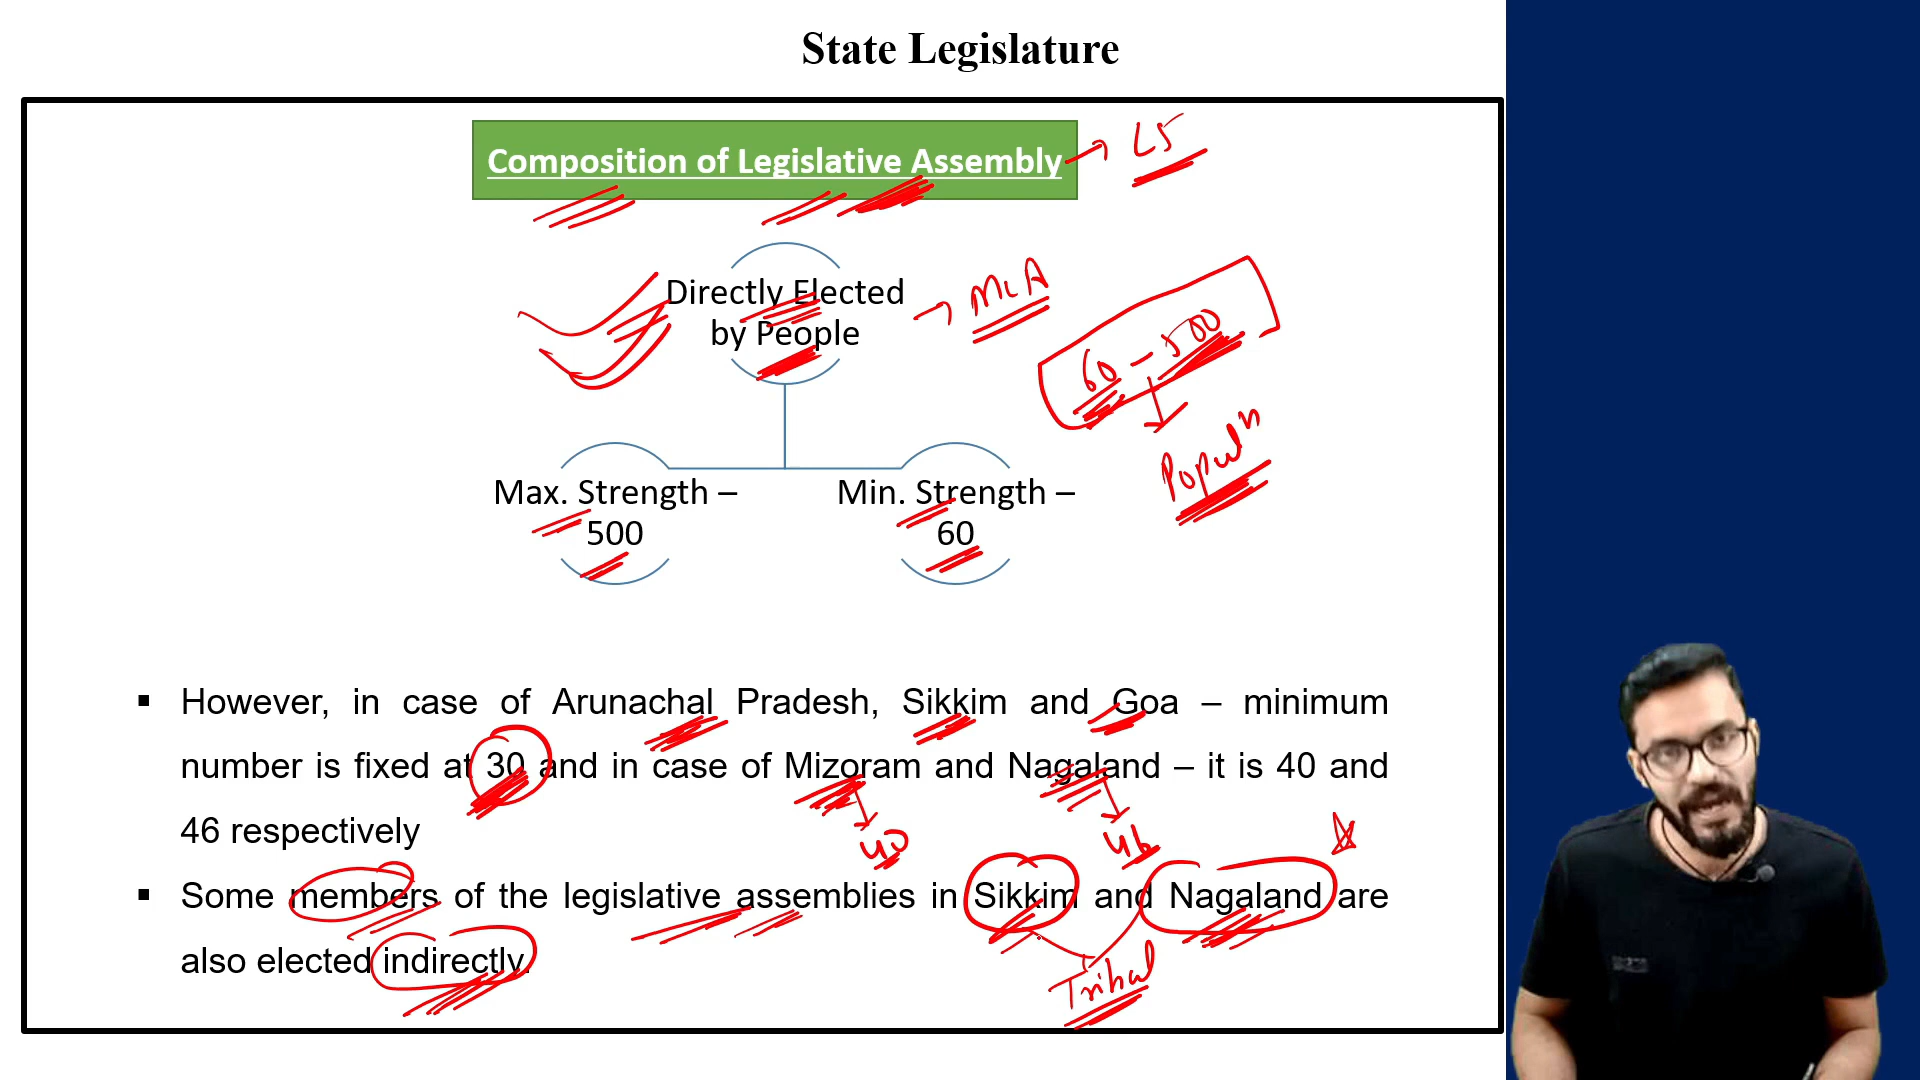 State Legislature
Composition of Legislative Assembly
LS
Directly Elected
by People
MLA
60 - 500
Populⁿ
Max. Strength –
500
Min. Strength –
60
▪ However, in case of Arunachal Pradesh, Sikkim and Goa – minimum
number is fixed at 30 and in case of Mizoram and Nagaland – it is 40 and
46 respectively
40
46
▪ Some members of the legislative assemblies in Sikkim and Nagaland are
also elected indirectly.
Tribal